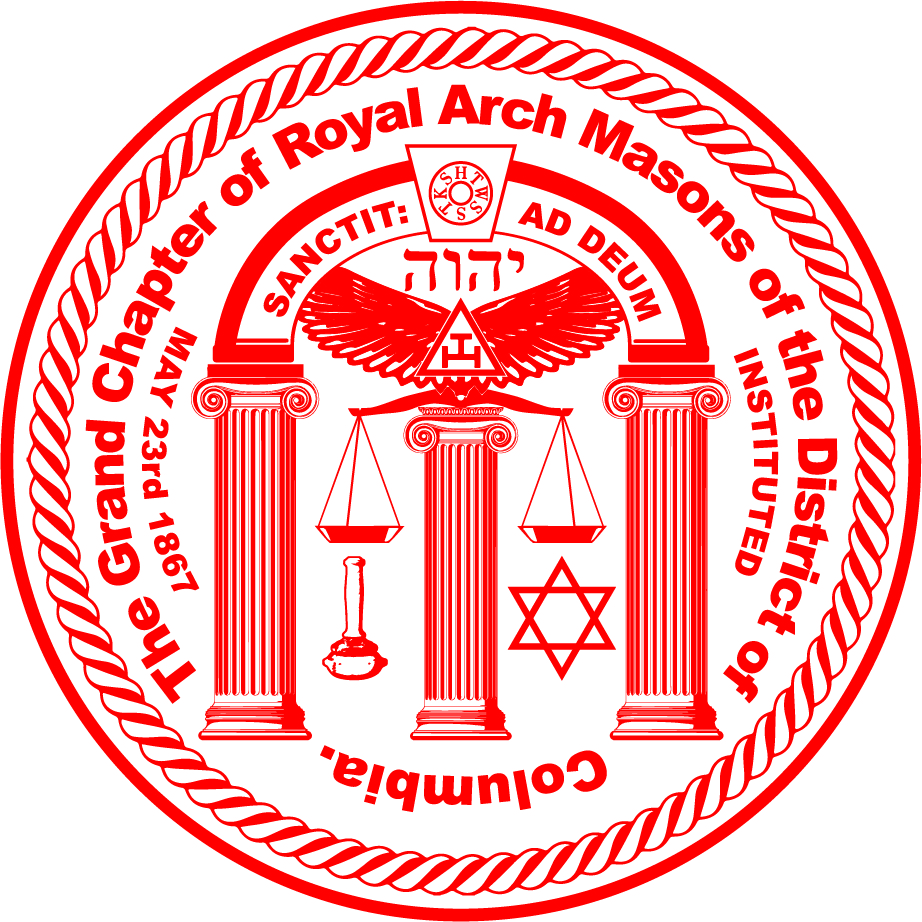 The Grand Chapter of Royal Arch Masons of the District of Columbia.
INSTITUTED
MAY 23rd 1867
HTWSSTKS
SANCTIT: AD DEUM
יהוה